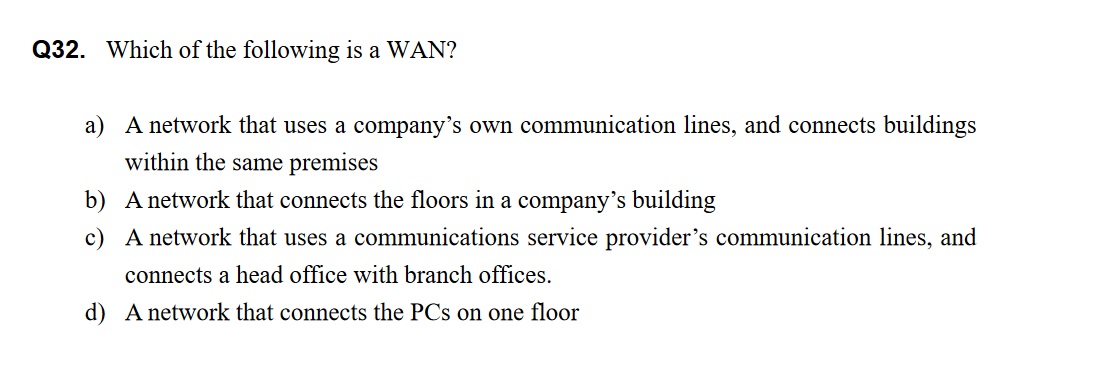 Q32. Which of the following is a WAN?
a) A network that uses a company’s own communication lines, and connects buildings
within the same premises
b) A network that connects the floors in a company’s building
c) A network that uses a communications service provider’s communication lines, and
connects a head office with branch offices.
d) A network that connects the PCs on one floor